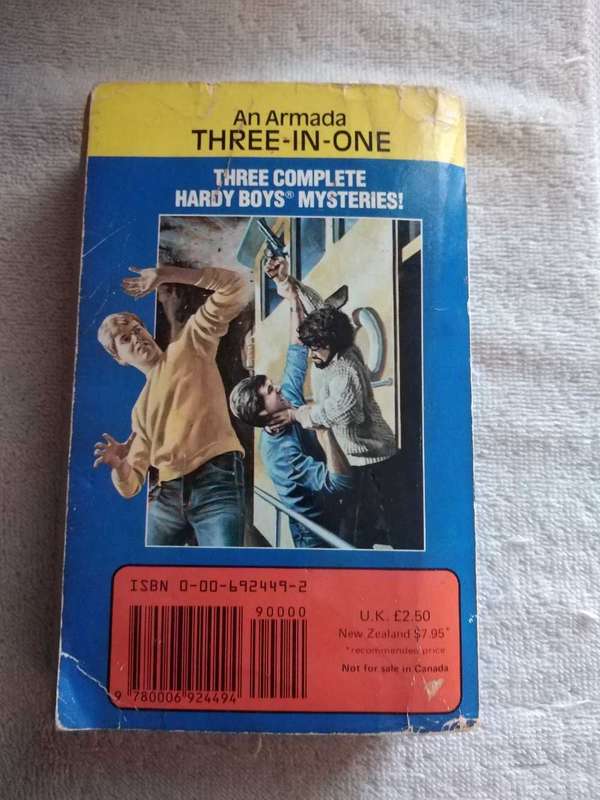 An Armada
THREE-IN-ONE
THREE COMPLETE
HARDY BOYS® MYSTERIES!
ISBN 0-00-692449-2
90000
9 780006 924494
U.K. £2.50
New Zealand $7.95*
*recommended price
Not for sale in Canada